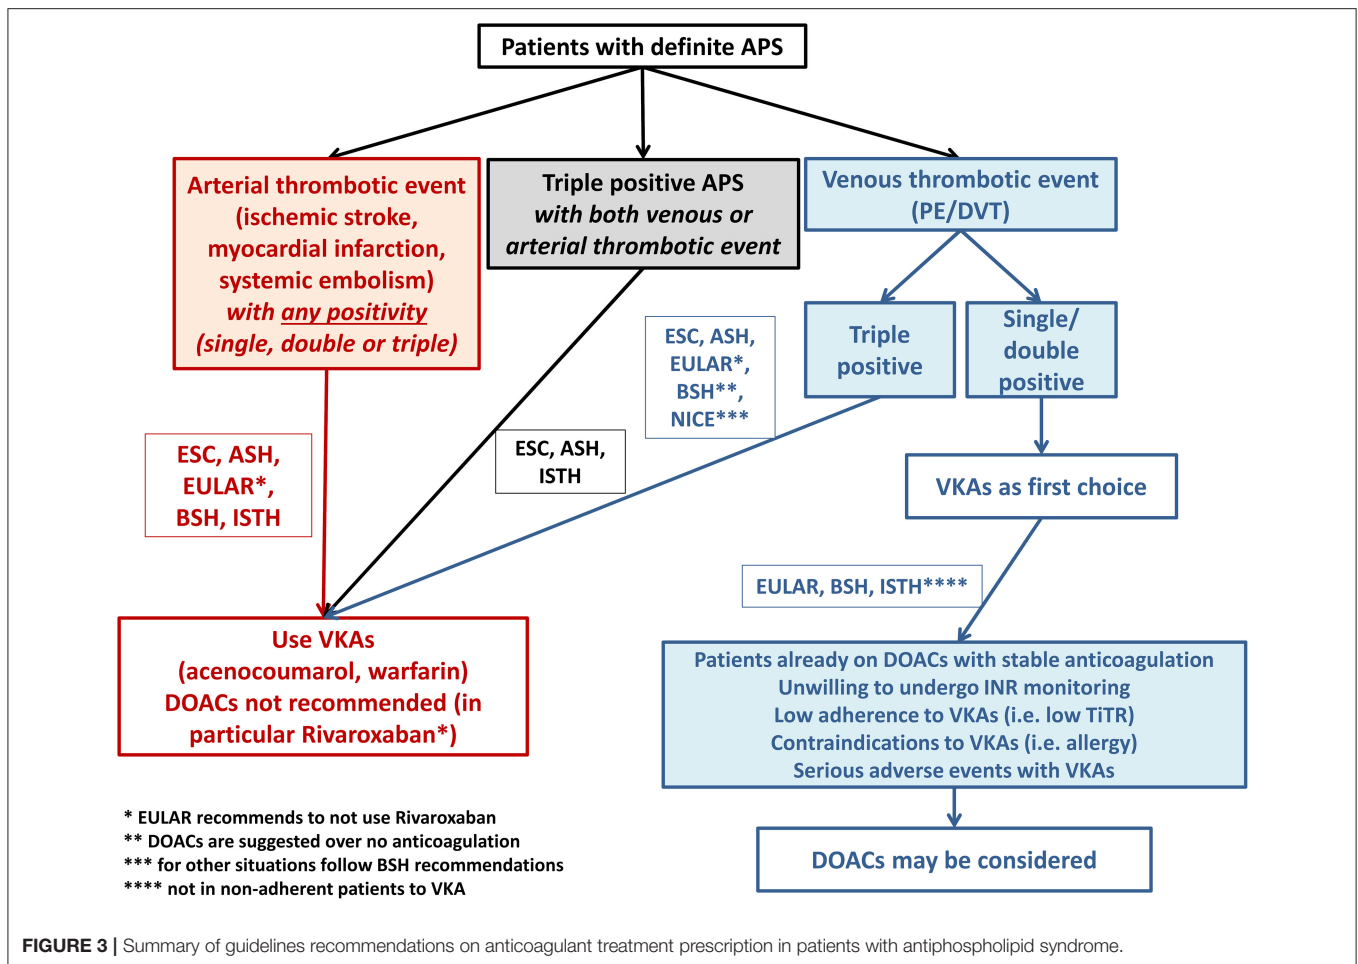 Patients with definite APS
Arterial thrombotic event
(ischemic stroke,
myocardial infarction,
systemic embolism)
with any positivity
(single, double or triple)
Triple positive APS
with both venous or
arterial thrombotic event
Venous thrombotic event
(PE/DVT)
Triple
positive
Single/
double
positive
ESC, ASH,
EULAR*,
BSH**,
NICE***
ESC, ASH,
ISTH
ESC, ASH,
EULAR*,
BSH, ISTH
VKAs as first choice
EULAR, BSH, ISTH****
Use VKAs
(acenocoumarol, warfarin)
DOACs not recommended (in
particular Rivaroxaban*)
Patients already on DOACs with stable anticoagulation
Unwilling to undergo INR monitoring
Low adherence to VKAs (i.e. low TiTR)
Contraindications to VKAs (i.e. allergy)
Serious adverse events with VKAs
DOACs may be considered
* EULAR recommends to not use Rivaroxaban
** DOACs are suggested over no anticoagulation
*** for other situations follow BSH recommendations
**** not in non-adherent patients to VKA
FIGURE 3 | Summary of guidelines recommendations on anticoagulant treatment prescription in patients with antiphospholipid syndrome.